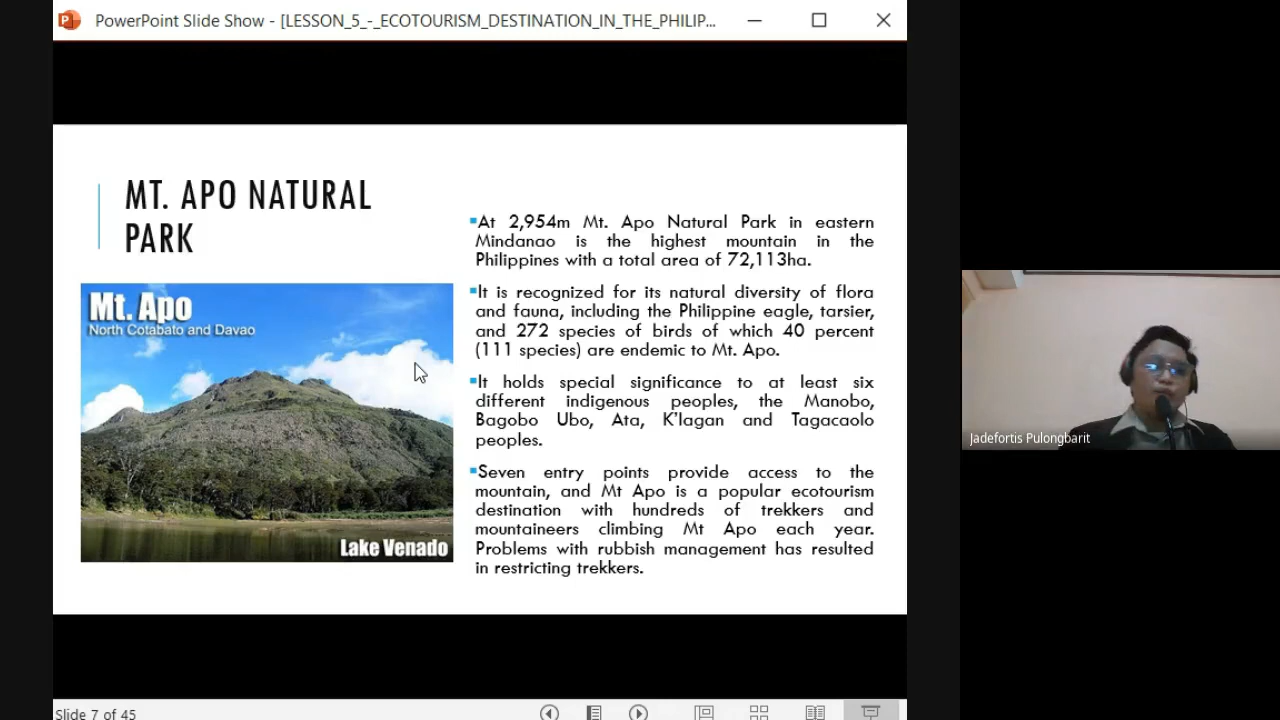 PowerPoint Slide Show - [LESSON_5_-_ECOTOURISM_DESTINATION_IN_THE_PHILIP...
MT. APO NATURAL
PARK
Mt. Apo
North Cotabato and Davao
Lake Venado
At 2,954m Mt. Apo Natural Park in eastern
Mindanao is the highest mountain in the
Philippines with a total area of 72,113ha.
It is recognized for its natural diversity of flora
and fauna, including the Philippine eagle, tarsier,
and 272 species of birds of which 40 percent
(111 species) are endemic to Mt. Apo.
It holds special significance to at least six
different indigenous peoples, the Manobo,
Bagobo Ubo, Ata, K'lagan and Tagacaolo
peoples.
Seven entry points provide access to the
mountain, and Mt Apo is a popular ecotourism
destination with hundreds of trekkers and
mountaineers climbing Mt Apo each year.
Problems with rubbish management has resulted
in restricting trekkers.
Jadefortis Pulongbarit
Slide 7 of 45